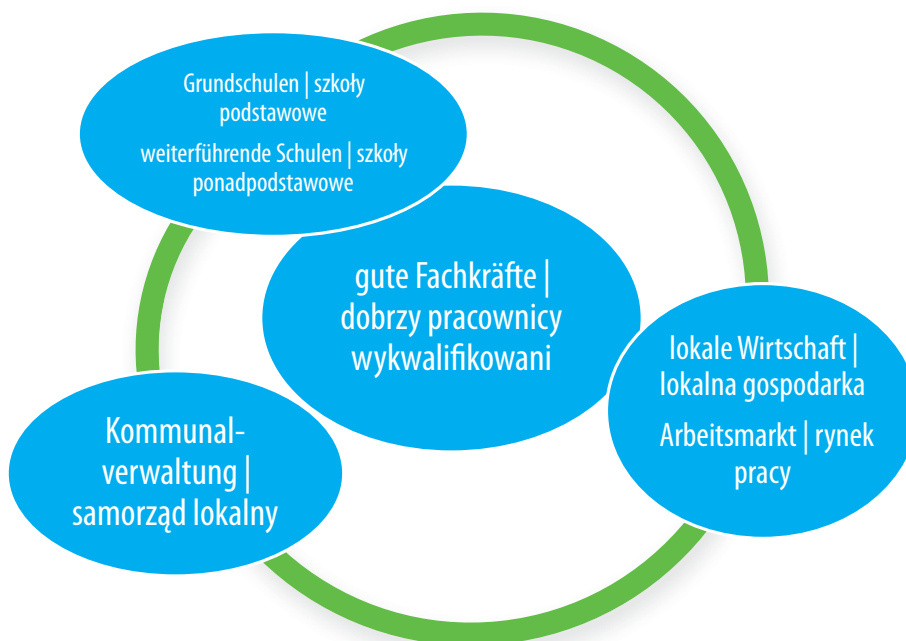 Grundschulen | szkoły
podstawowe
weiterführende Schulen | szkoły
ponadpodstawowe
gute Fachkräfte |
dobrzy pracownicy
wykwalifikowani
lokale Wirtschaft |
lokalna gospodarka
Arbeitsmarkt | rynek
pracy
Kommunal-
verwaltung |
samorząd lokalny